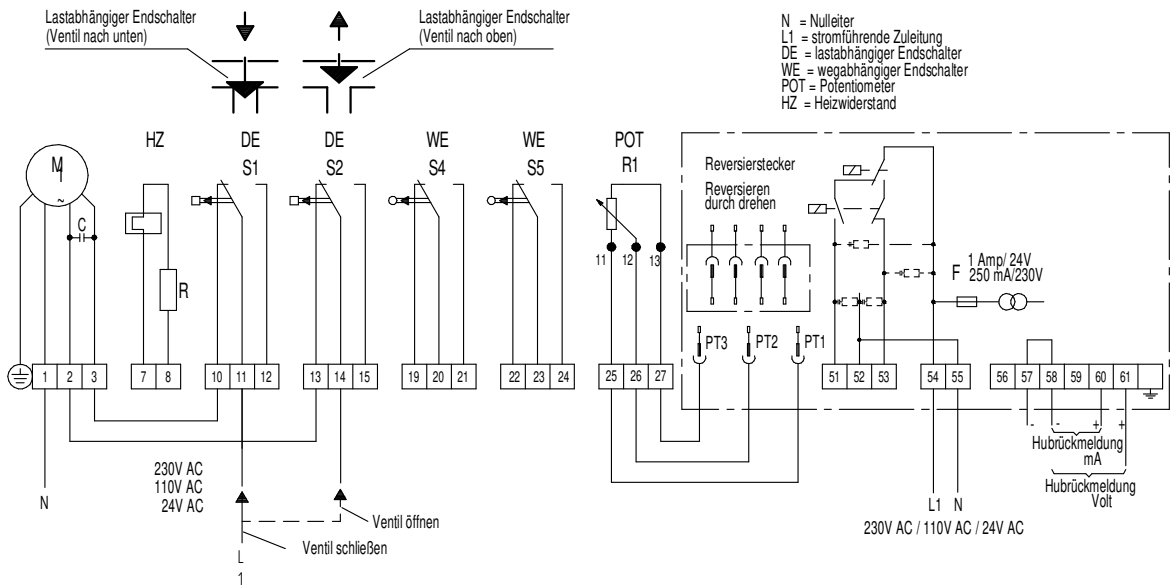 Lastabhängiger Endschalter
(Ventil nach unten)
Lastabhängiger Endschalter
(Ventil nach oben)
N = Nulleiter
L1 = stromführende Zuleitung
DE = lastabhängiger Endschalter
WE = wegabhängiger Endschalter
POT = Potentiometer
HZ = Heizwiderstand
HZ DE DE WE WE POT
M 1 ~ S1 S2 S4 S5 R1
C
R
Reversierstecker
Reversieren
durch drehen
11 12 13
F 1 Amp/ 24V
250 mA/230V
PT3 PT2 PT1
1 2 3 7 8 10 11 12 13 14 15 19 20 21 22 23 24 25 26 27 51 52 53 54 55 56 57 58 59 60 61
- - + +
Hubrückmeldung
mA
Hubrückmeldung
Volt
230V AC
110V AC
24V AC
N
Ventil öffnen
Ventil schließen
L
1
L1 N
230V AC / 110V AC / 24V AC